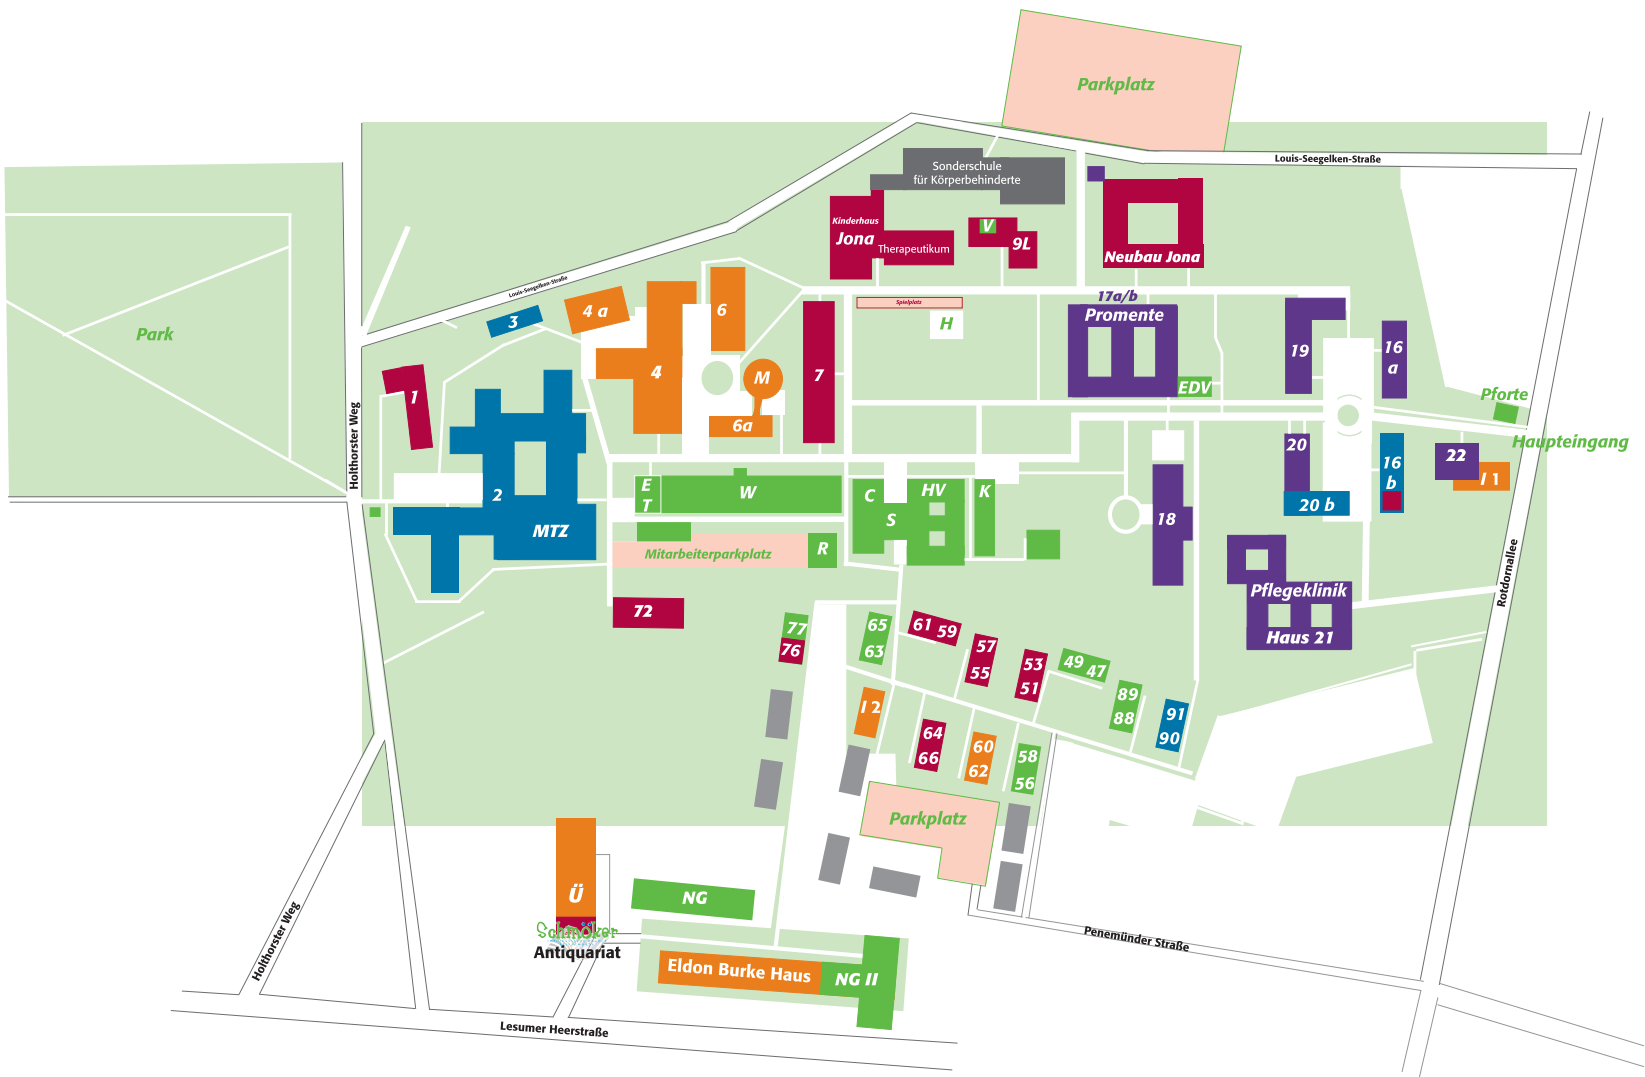 Parkplatz
Louis-Seegelken-Straße
Sonderschule
für Körperbehinderte
Kinderhaus
Jona
Therapeutikum
V
9L
Neubau Jona
Louis-Seegelken-Straße
3
4 a
6
Spielplatz
H
17a/b
Promente
EDV
19
16
a
Park
1
4
M
6a
7
Pforte
Haupteingang
Holthorster Weg
2
MTZ
E
T
W
C
S
HV
K
18
20
20 b
16
b
22
I 1
Mitarbeiterparkplatz
R
Pflegeklinik
Haus 21
Rotdornallee
72
77
76
65
63
61 59
57
55
53
51
49 47
89
88
91
90
I 2
64
66
60
62
58
56
Parkplatz
Ü
Schmöker
Antiquariat
NG
Eldon Burke Haus
NG II
Holthorster Weg
Penemünder Straße
Lesumer Heerstraße